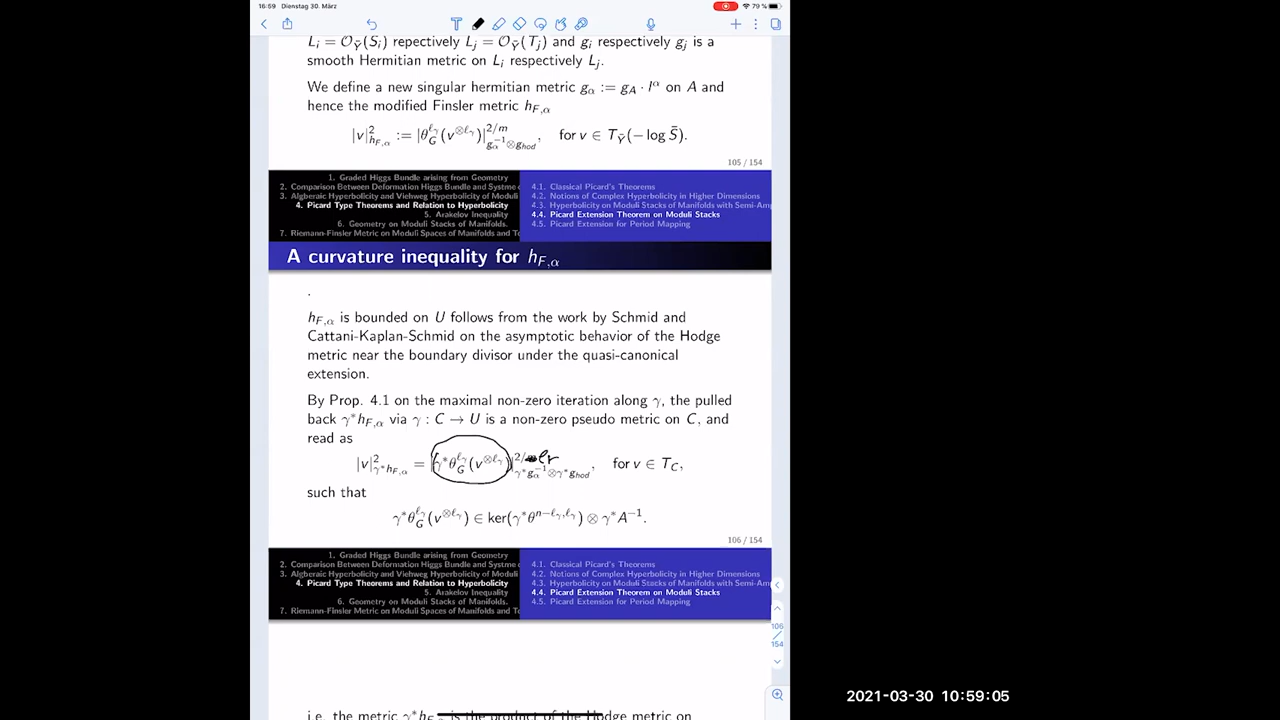 16:59 Dienstag 30. März
79 %
L_i = O_Ỹ(S_i) repectively L_j = O_Ỹ(T_j) and g_i respectively g_j is a
smooth Hermitian metric on L_i respectively L_j.
We define a new singular hermitian metric g_α := g_A · l^α on A and
hence the modified Finsler metric h_{F,α}
|v|²_{h_{F,α}} := |θ_G^{ℓ_γ}(v^{⊗ℓ_γ})|^{2/m}_{g_α^{-1}⊗g_{hod}}, for v ∈ T_Ỹ(− log S̄).
105 / 154
1. Graded Higgs Bundle arising from Geometry
2. Comparison Between Deformation Higgs Bundle and Systme
3. Algberaic Hyperbolicity and Viehweg Hyperbolicity of Moduli
4. Picard Type Theorems and Relation to Hyperbolicity
5. Arakelov Inequality
6. Geometry on Moduli Stacks of Manifolds.
7. Riemann-Finsler Metric on Moduli Spaces of Manifolds and
4.1. Classical Picard's Theorems
4.2. Notions of Complex Hyperbolicity in Higher Dimensions
4.3. Hyperbolicity on Moduli Stacks of Manifolds with Semi-Am
4.4. Picard Extension Theorem on Moduli Stacks
4.5. Picard Extension for Period Mapping
A curvature inequality for h_{F,α}
.
h_{F,α} is bounded on U follows from the work by Schmid and
Cattani-Kaplan-Schmid on the asymptotic behavior of the Hodge
metric near the boundary divisor under the quasi-canonical
extension.
By Prop. 4.1 on the maximal non-zero iteration along γ, the pulled
back γ*h_{F,α} via γ : C → U is a non-zero pseudo metric on C, and
read as
|v|²_{γ*h_{F,α}} = |γ*θ_G^{ℓ_γ}(v^{⊗ℓ_γ})|^{2/ℓr}_{γ*g_α^{-1}⊗γ*g_{hod}}, for v ∈ T_C,
such that
γ*θ_G^{ℓ_γ}(v^{⊗ℓ_γ}) ∈ ker(γ*θ^{n−ℓ_γ,ℓ_γ}) ⊗ γ*A^{-1}.
106 / 154
1. Graded Higgs Bundle arising from Geometry
2. Comparison Between Deformation Higgs Bundle and Systme
3. Algberaic Hyperbolicity and Viehweg Hyperbolicity of Moduli
4. Picard Type Theorems and Relation to Hyperbolicity
5. Arakelov Inequality
6. Geometry on Moduli Stacks of Manifolds.
7. Riemann-Finsler Metric on Moduli Spaces of Manifolds and
4.1. Classical Picard's Theorems
4.2. Notions of Complex Hyperbolicity in Higher Dimensions
4.3. Hyperbolicity on Moduli Stacks of Manifolds with Semi-Am
4.4. Picard Extension Theorem on Moduli Stacks
4.5. Picard Extension for Period Mapping
106
/
154
2021-03-30 10:59:05